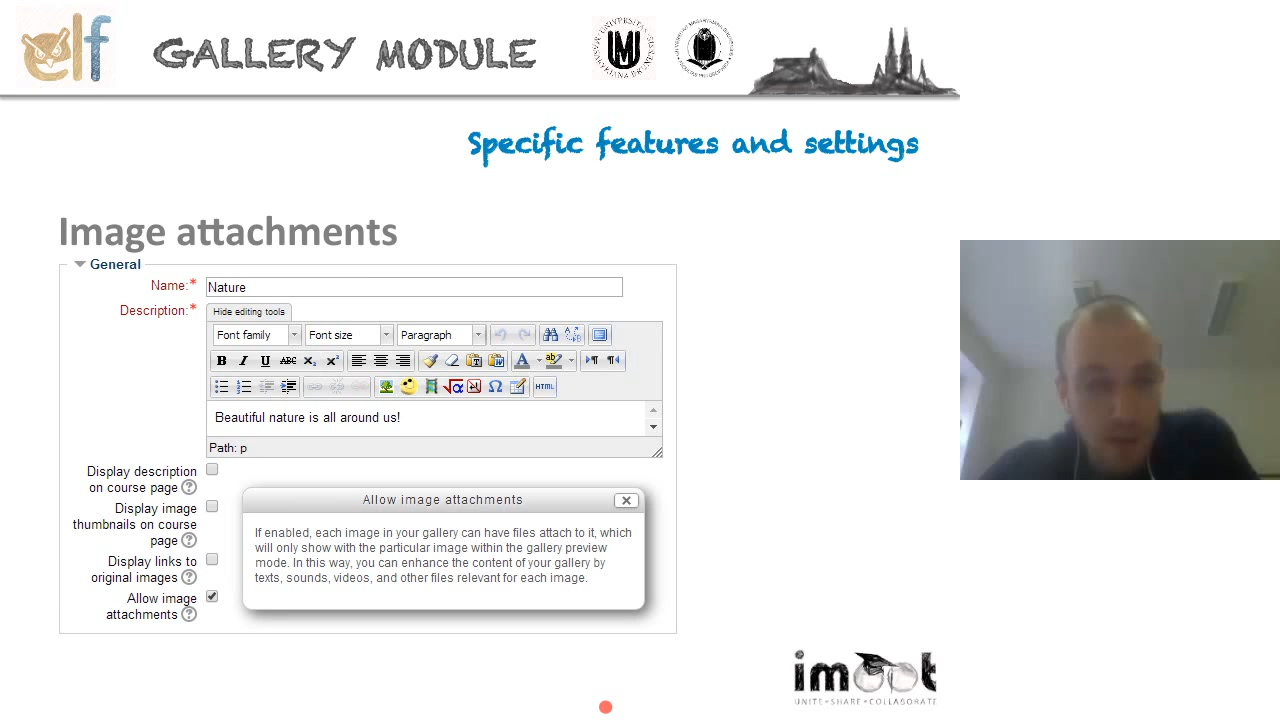 elf
GALLERY MODULE
Specific features and settings
Image attachments
General
Name:*
Nature
Description:*
Hide editing tools
Font family
Font size
Paragraph
B I U ABC x₂ x²
HTML
Beautiful nature is all around us!
Path: p
Display description
on course page
Display image
thumbnails on course
page
Display links to
original images
Allow image
attachments
Allow image attachments
If enabled, each image in your gallery can have files attach to it, which
will only show with the particular image within the gallery preview
mode. In this way, you can enhance the content of your gallery by
texts, sounds, videos, and other files relevant for each image.
imoot
UNITE•SHARE•COLLABORATE